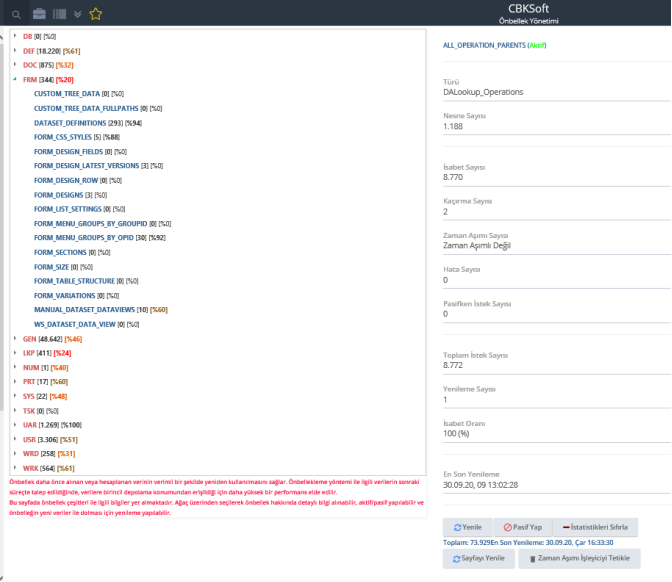 CBKSoft
Önbellek Yönetimi
DB [0] [%0]
DEF [18.220] [%61]
DOC [875] [%32]
FRM [344] [%20]
CUSTOM_TREE_DATA [0] [%0]
CUSTOM_TREE_DATA_FULLPATHS [0] [%0]
DATASET_DEFINITIONS [293] [%94]
FORM_CSS_STYLES [5] [%88]
FORM_DESIGN_FIELDS [0] [%0]
FORM_DESIGN_LATEST_VERSIONS [3] [%0]
FORM_DESIGN_ROW [0] [%0]
FORM_DESIGNS [3] [%0]
FORM_LIST_SETTINGS [0] [%0]
FORM_MENU_GROUPS_BY_GROUPID [0] [%0]
FORM_MENU_GROUPS_BY_OPID [30] [%92]
FORM_SECTIONS [0] [%0]
FORM_SIZE [0] [%0]
FORM_TABLE_STRUCTURE [0] [%0]
FORM_VARIATIONS [0] [%0]
MANUAL_DATASET_DATAVIEWS [10] [%60]
WS_DATASET_DATA_VIEW [0] [%0]
GEN [48.642] [%46]
LKP [411] [%24]
NUM [1] [%40]
PRT [17] [%60]
SYS [22] [%48]
TSK [0] [%0]
UAR [1.269] [%100]
USR [3.306] [%51]
WRD [258] [%31]
WRK [564] [%61]
Önbellek daha önce alınan veya hesaplanan verinin verimli bir şekilde yeniden kullanılmasını sağlar. Önbellekleme yöntemi ile ilgili verilerin sonraki
süreçte talep edildiğinde, verilere birincil depolama konumundan erişildiği için daha yüksek bir performans elde edilir.
Bu sayfada önbellek çeşitleri ile ilgili bilgiler yer almaktadır. Ağaç üzerinden seçilerek önbellek hakkında detaylı bilgi alınabilir, aktif/pasif yapılabilir ve
önbelleğin yeni veriler ile dolması için yenileme yapılabilir.
ALL_OPERATION_PARENTS (Aktif)
Türü
DALookup_Operations
Nesne Sayısı
1.188
İsabet Sayısı
8.770
Kaçırma Sayısı
2
Zaman Aşımı Sayısı
Zaman Aşımlı Değil
Hata Sayısı
0
Pasifken İstek Sayısı
0
Toplam İstek Sayısı
8.772
Yenileme Sayısı
1
İsabet Oranı
100 (%)
En Son Yenileme
30.09.20, 09 13:02:28
Yenile Pasif Yap İstatistikleri Sıfırla
Toplam: 73.929En Son Yenileme: 30.09.20, Çar 16:33:30
Sayfayı Yenile Zaman Aşımı İşleyiciyi Tetikle